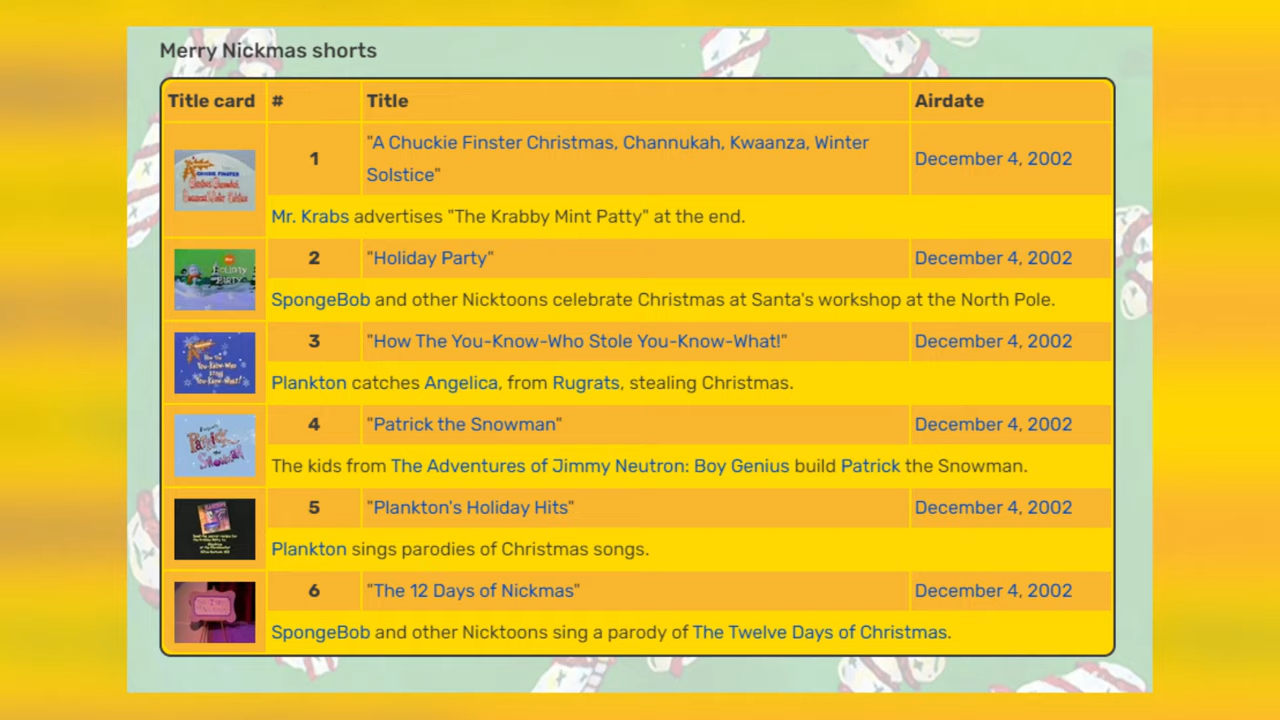 Merry Nickmas shorts
Title card # Title Airdate
1 "A Chuckie Finster Christmas, Channukah, Kwaanza, Winter Solstice" December 4, 2002
Mr. Krabs advertises "The Krabby Mint Patty" at the end.
2 "Holiday Party" December 4, 2002
SpongeBob and other Nicktoons celebrate Christmas at Santa's workshop at the North Pole.
3 "How The You-Know-Who Stole You-Know-What!" December 4, 2002
Plankton catches Angelica, from Rugrats, stealing Christmas.
4 "Patrick the Snowman" December 4, 2002
The kids from The Adventures of Jimmy Neutron: Boy Genius build Patrick the Snowman.
5 "Plankton's Holiday Hits" December 4, 2002
Plankton sings parodies of Christmas songs.
6 "The 12 Days of Nickmas" December 4, 2002
SpongeBob and other Nicktoons sing a parody of The Twelve Days of Christmas.